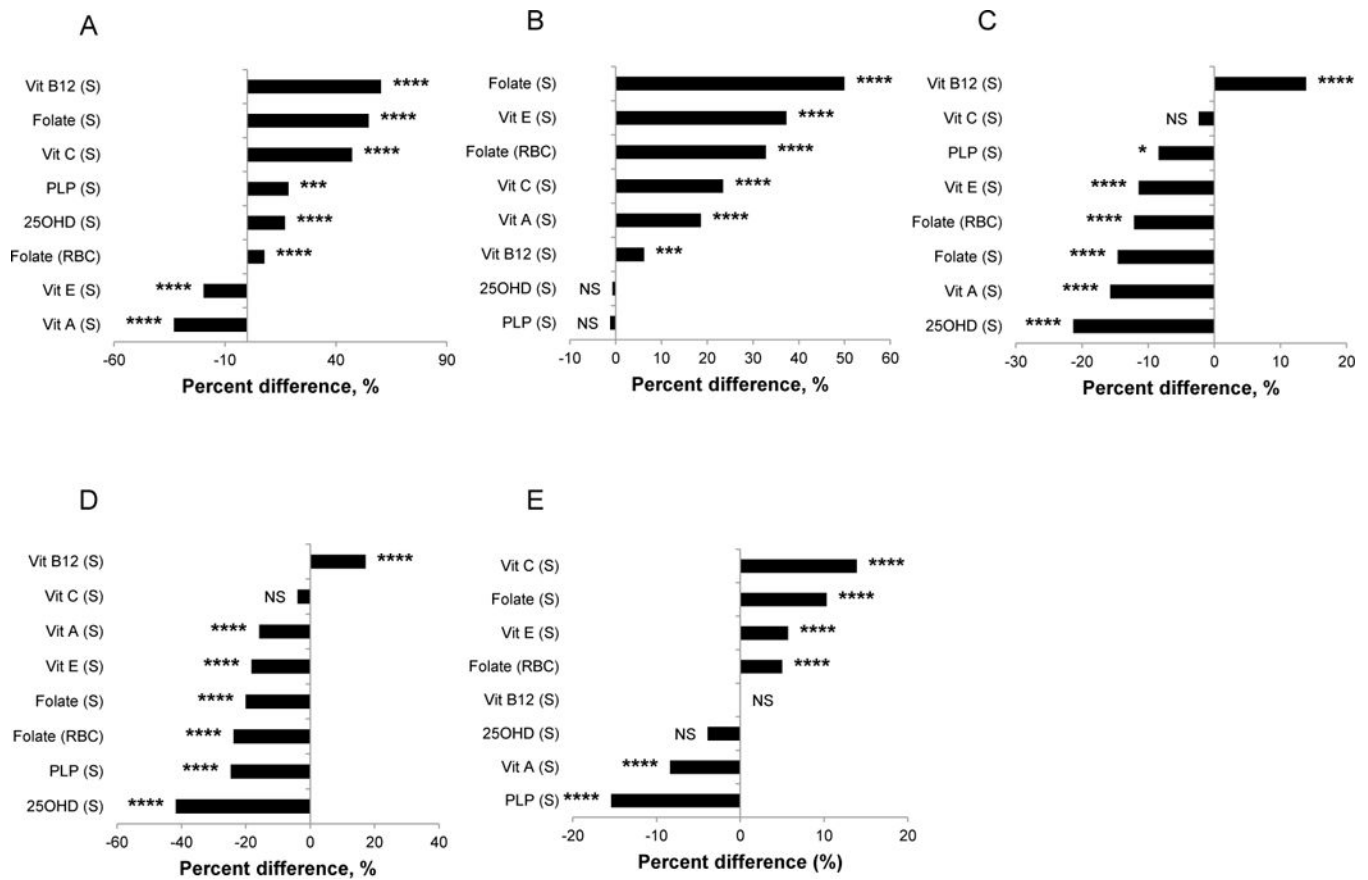 A
Vit B12 (S) ****
Folate (S) ****
Vit C (S) ****
PLP (S) ***
25OHD (S) ****
Folate (RBC) ****
Vit E (S) ****
Vit A (S) ****
-60 -10 40 90
Percent difference, %
B
Folate (S) ****
Vit E (S) ****
Folate (RBC) ****
Vit C (S) ****
Vit A (S) ****
Vit B12 (S) ***
25OHD (S) NS
PLP (S) NS
-10 0 10 20 30 40 50 60
Percent difference, %
C
Vit B12 (S) ****
Vit C (S) NS
PLP (S) *
Vit E (S) ****
Folate (RBC) ****
Folate (S) ****
Vit A (S) ****
25OHD (S) ****
-30 -20 -10 0 10 20
Percent difference, %
D
Vit B12 (S) ****
Vit C (S) NS
Vit A (S) ****
Vit E (S) ****
Folate (S) ****
Folate (RBC) ****
PLP (S) ****
25OHD (S) ****
-60 -40 -20 0 20 40
Percent difference, %
E
Vit C (S) ****
Folate (S) ****
Vit E (S) ****
Folate (RBC) ****
Vit B12 (S) NS
25OHD (S) NS
Vit A (S) ****
PLP (S) ****
-20 -10 0 10 20
Percent difference (%)